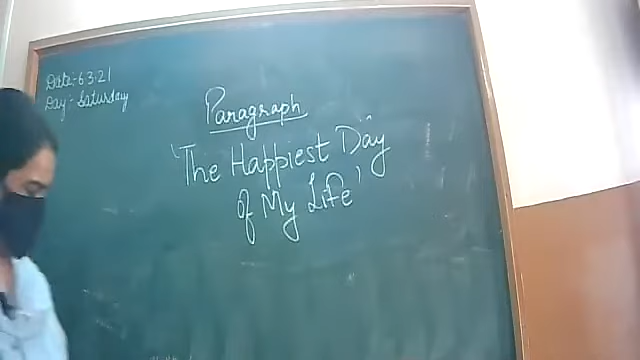 Date:- 6.3.21
Day:- Saturday
Paragraph
'The Happiest Day
of My Life'